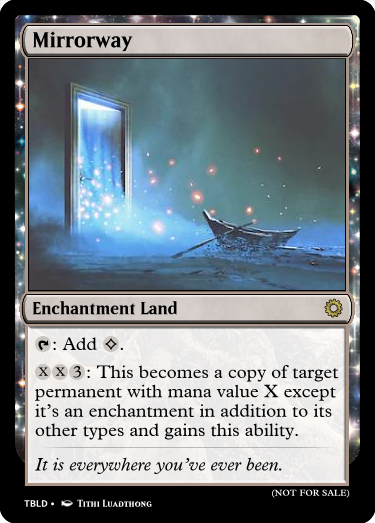 Mirrorway
Enchantment Land
: Add .
X X 3: This becomes a copy of target
permanent with mana value X except
it's an enchantment in addition to its
other types and gains this ability.
It is everywhere you've ever been.
(NOT FOR SALE)
TBLD • TITHI LUADTHONG